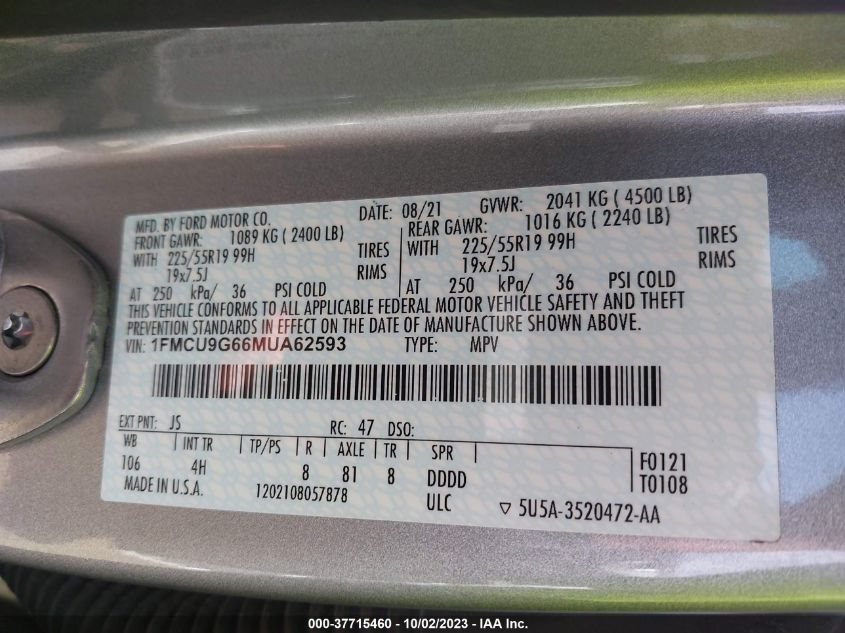 MFD. BY FORD MOTOR CO. DATE: 08/21 GVWR: 2041 KG ( 4500 LB)
FRONT GAWR: 1089 KG ( 2400 LB) REAR GAWR: 1016 KG ( 2240 LB)
WITH 225/55R19 99H TIRES WITH 225/55R19 99H TIRES
19x7.5J RIMS 19x7.5J RIMS
AT 250 kPa/ 36 PSI COLD AT 250 kPa/ 36 PSI COLD
THIS VEHICLE CONFORMS TO ALL APPLICABLE FEDERAL MOTOR VEHICLE SAFETY AND THEFT
PREVENTION STANDARDS IN EFFECT ON THE DATE OF MANUFACTURE SHOWN ABOVE.
VIN: 1FMCU9G66MUA62593 TYPE: MPV
EXT PNT: JS RC: 47 DSO:
WB INT TR TP/PS R AXLE TR SPR
106 4H 8 81 8 DDDD F0121
T0108
MADE IN U.S.A. 1202108057878 ULC ▽ 5U5A-3520472-AA
000-37715460 - 10/02/2023 - IAA Inc.